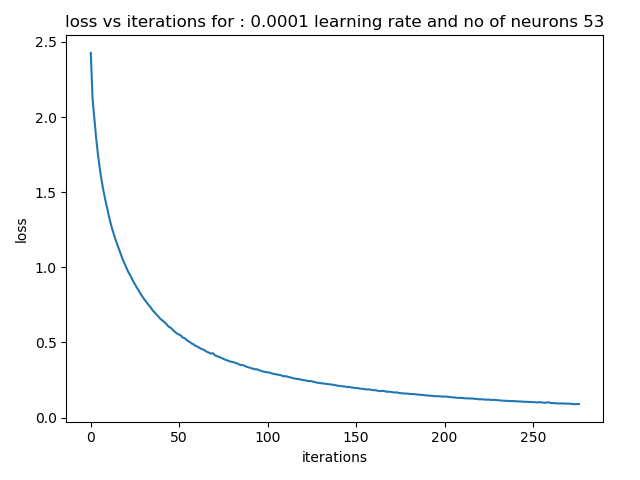 loss vs iterations for : 0.0001 learning rate and no of neurons 53
2.5
2.0
1.5
1.0
0.5
0.0
loss
0 50 100 150 200 250
iterations